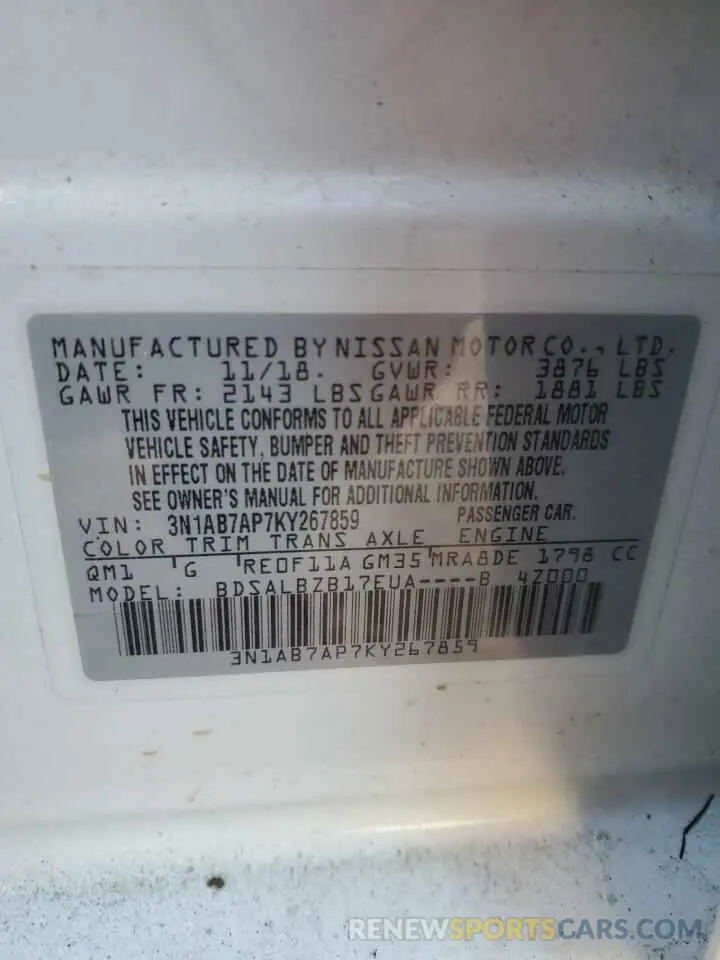 MANUFACTURED BY NISSAN MOTOR CO., LTD.
DATE: 11/18. GVWR: 3876 LBS
GAWR FR: 2143 LBS GAWR RR: 1881 LBS
THIS VEHICLE CONFORMS TO ALL APPLICABLE FEDERAL MOTOR
VEHICLE SAFETY, BUMPER AND THEFT PREVENTION STANDARDS
IN EFFECT ON THE DATE OF MANUFACTURE SHOWN ABOVE.
SEE OWNER'S MANUAL FOR ADDITIONAL INFORMATION.
VIN: 3N1AB7AP7KY267859 PASSENGER CAR.
COLOR TRIM TRANS AXLE ENGINE
QM1 'G 'RE0F11A GM35'MRA8DE 1798 CC
MODEL: BDSALBZB17EUA----B 4Z000
3N1AB7AP7KY267859
RENEWSPORTSCARS.COM